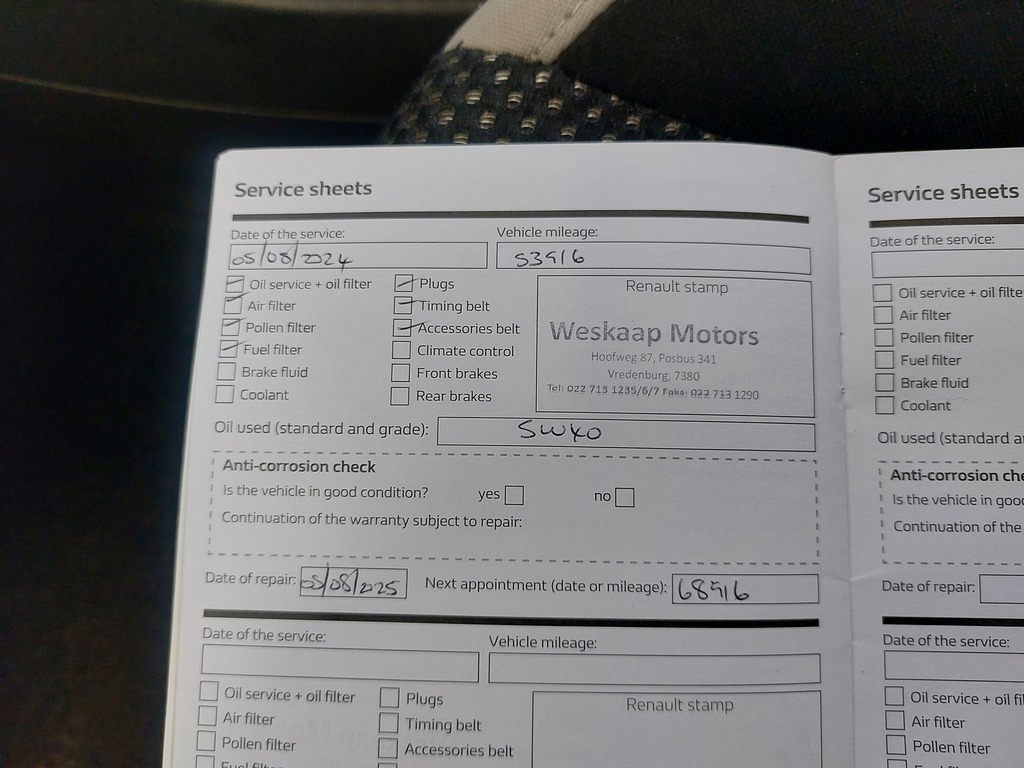 Service sheets
Date of the service:
05/08/2024
Vehicle mileage:
53916
Oil service + oil filter
Air filter
Pollen filter
Fuel filter
Brake fluid
Coolant
Plugs
Timing belt
Accessories belt
Climate control
Front brakes
Rear brakes
Renault stamp
Weskaap Motors
Hoofweg 87, Posbus 341
Vredenburg, 7380
Tel: 022 713 1235/6/7 Faks: 022 713 1290
Oil used (standard and grade):
5W40
Anti-corrosion check
Is the vehicle in good condition? yes no
Continuation of the warranty subject to repair:
Date of repair: 05/08/2025
Next appointment (date or mileage): 68916
Date of the service:
Vehicle mileage:
Oil service + oil filter
Air filter
Pollen filter
Plugs
Timing belt
Accessories belt
Renault stamp
Service sheets
Date of the service:
Oil service + oil filte
Air filter
Pollen filter
Fuel filter
Brake fluid
Coolant
Oil used (standard a
Anti-corrosion che
Is the vehicle in good
Continuation of the
Date of repair:
Date of the service:
Oil service + oil fi
Air filter
Pollen filter